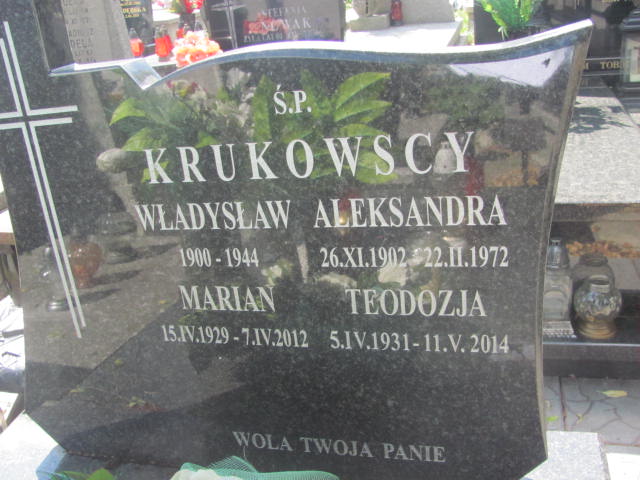 NOWAK
Ś.P.
KRUKOWSCY
WŁADYSŁAW ALEKSANDRA
1900 - 1944 26.XI.1902 - 22.II.1972
MARIAN TEODOZJA
15.IV.1929 - 7.IV.2012 5.IV.1931 - 11.V. 2014
WOLA TWOJA PANIE